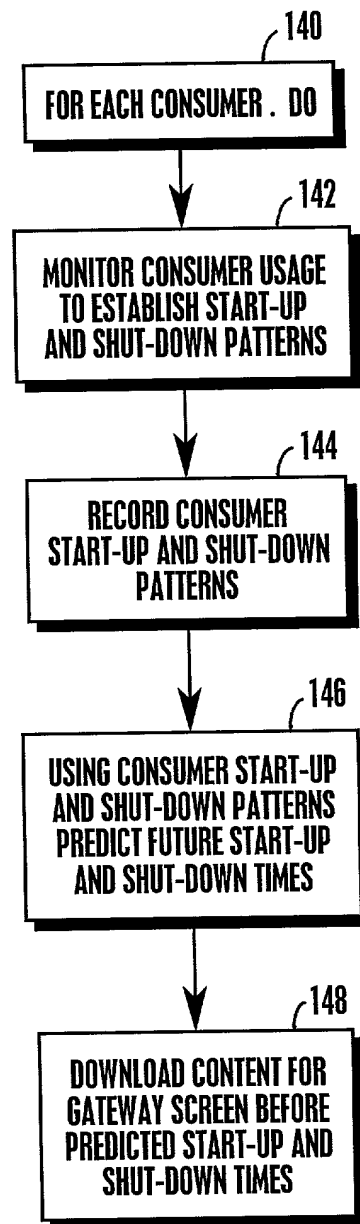 140
FOR EACH CONSUMER . DO
142
MONITOR CONSUMER USAGE
TO ESTABLISH START-UP
AND SHUT-DOWN PATTERNS
144
RECORD CONSUMER
START-UP AND SHUT-DOWN
PATTERNS
146
USING CONSUMER START-UP
AND SHUT-DOWN PATTERNS
PREDICT FUTURE START-UP
AND SHUT-DOWN TIMES
148
DOWNLOAD CONTENT FOR
GATEWAY SCREEN BEFORE
PREDICTED START-UP AND
SHUT-DOWN TIMES